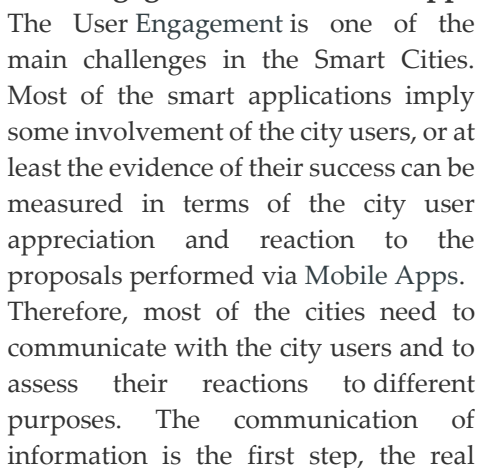 The User Engagement is one of the
main challenges in the Smart Cities.
Most of the smart applications imply
some involvement of the city users, or at
least the evidence of their success can be
measured in terms of the city user
appreciation and reaction to the
proposals performed via Mobile Apps.
Therefore, most of the cities need to
communicate with the city users and to
assess their reactions to different
purposes. The communication of
information is the first step, the real